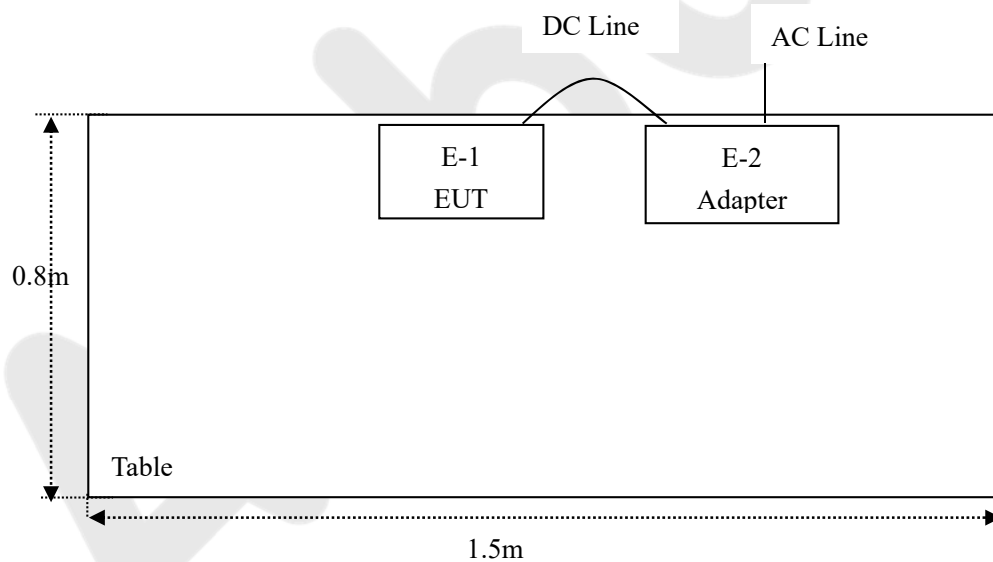 DC Line
AC Line
E-1
EUT
E-2
Adapter
0.8m
Table
1.5m